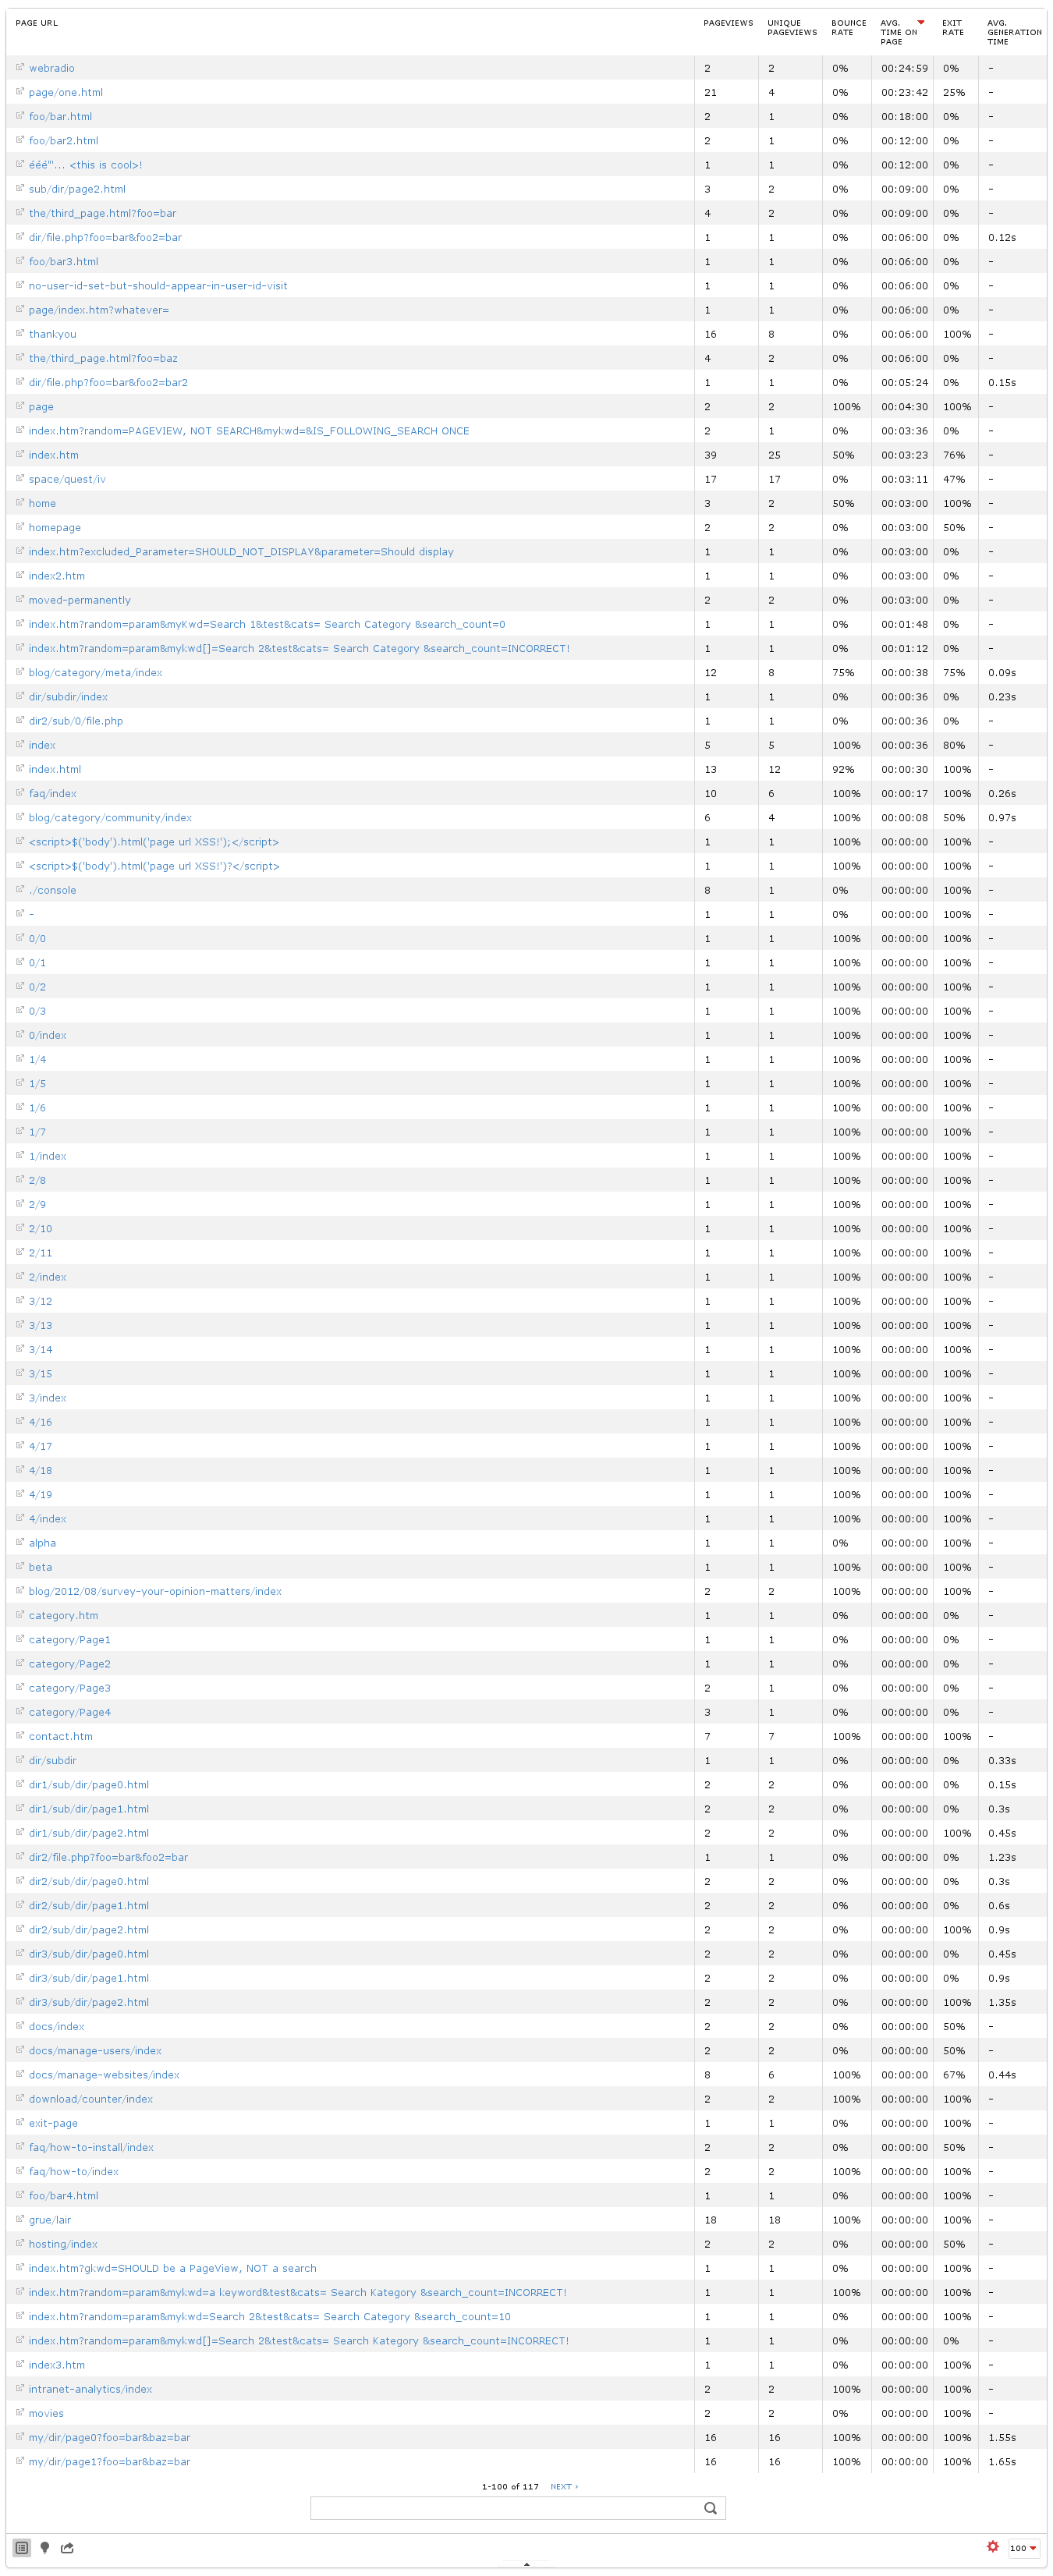 PAGE URL PAGEVIEWS UNIQUE PAGEVIEWS BOUNCE RATE AVG. TIME ON PAGE EXIT RATE AVG. GENERATION TIME
webradio 2 2 0% 00:24:59 0% -
page/one.html 21 4 0% 00:23:42 25% -
foo/bar.html 2 1 0% 00:18:00 0% -
foo/bar2.html 2 1 0% 00:12:00 0% -
ééé"'... <this is cool>! 1 1 0% 00:12:00 0% -
sub/dir/page2.html 3 2 0% 00:09:00 0% -
the/third_page.html?foo=bar 4 2 0% 00:09:00 0% -
dir/file.php?foo=bar&foo2=bar 1 1 0% 00:06:00 0% 0.12s
foo/bar3.html 1 1 0% 00:06:00 0% -
no-user-id-set-but-should-appear-in-user-id-visit 1 1 0% 00:06:00 0% -
page/index.htm?whatever= 1 1 0% 00:06:00 0% -
thankyou 16 8 0% 00:06:00 100% -
the/third_page.html?foo=baz 4 2 0% 00:06:00 0% -
dir/file.php?foo=bar&foo2=bar2 1 1 0% 00:05:24 0% 0.15s
page 2 2 100% 00:04:30 100% -
index.htm?random=PAGEVIEW, NOT SEARCH&mykwd=&IS_FOLLOWING_SEARCH ONCE 2 1 0% 00:03:36 0% -
index.htm 39 25 50% 00:03:23 76% -
space/quest/iv 17 17 0% 00:03:11 47% -
home 3 2 50% 00:03:00 100% -
homepage 2 2 0% 00:03:00 50% -
index.htm?excluded_Parameter=SHOULD_NOT_DISPLAY&parameter=Should display 1 1 0% 00:03:00 0% -
index2.htm 1 1 0% 00:03:00 0% -
moved-permanently 2 2 0% 00:03:00 0% -
index.htm?random=param&myKwd=Search 1&test&cats= Search Category &search_count=0 1 1 0% 00:01:48 0% -
index.htm?random=param&mykwd[]=Search 2&test&cats= Search Category &search_count=INCORRECT! 1 1 0% 00:01:12 0% -
blog/category/meta/index 12 8 75% 00:00:38 75% 0.09s
dir/subdir/index 1 1 0% 00:00:36 0% 0.23s
dir2/sub/0/file.php 1 1 0% 00:00:36 0% -
index 5 5 100% 00:00:36 80% -
index.html 13 12 92% 00:00:30 100% -
faq/index 10 6 100% 00:00:17 100% 0.26s
blog/category/community/index 6 4 100% 00:00:08 50% 0.97s
<script>$('body').html('page url XSS!');</script> 1 1 100% 00:00:00 100% -
<script>$('body').html('page url XSS!')?</script> 1 1 100% 00:00:00 100% -
./console 8 1 0% 00:00:00 100% -
- 1 1 0% 00:00:00 100% -
0/0 1 1 100% 00:00:00 100% -
0/1 1 1 100% 00:00:00 100% -
0/2 1 1 100% 00:00:00 100% -
0/3 1 1 100% 00:00:00 100% -
0/index 1 1 100% 00:00:00 100% -
1/4 1 1 100% 00:00:00 100% -
1/5 1 1 100% 00:00:00 100% -
1/6 1 1 100% 00:00:00 100% -
1/7 1 1 100% 00:00:00 100% -
1/index 1 1 100% 00:00:00 100% -
2/8 1 1 100% 00:00:00 100% -
2/9 1 1 100% 00:00:00 100% -
2/10 1 1 100% 00:00:00 100% -
2/11 1 1 100% 00:00:00 100% -
2/index 1 1 100% 00:00:00 100% -
3/12 1 1 100% 00:00:00 100% -
3/13 1 1 100% 00:00:00 100% -
3/14 1 1 100% 00:00:00 100% -
3/15 1 1 100% 00:00:00 100% -
3/index 1 1 100% 00:00:00 100% -
4/16 1 1 100% 00:00:00 100% -
4/17 1 1 100% 00:00:00 100% -
4/18 1 1 100% 00:00:00 100% -
4/19 1 1 100% 00:00:00 100% -
4/index 1 1 100% 00:00:00 100% -
alpha 1 1 0% 00:00:00 100% -
beta 1 1 100% 00:00:00 100% -
blog/2012/08/survey-your-opinion-matters/index 2 2 100% 00:00:00 100% -
category.htm 1 1 0% 00:00:00 0% -
category/Page1 1 1 0% 00:00:00 0% -
category/Page2 1 1 0% 00:00:00 0% -
category/Page3 2 1 0% 00:00:00 0% -
category/Page4 3 1 0% 00:00:00 0% -
contact.htm 7 7 100% 00:00:00 100% -
dir/subdir 1 1 0% 00:00:00 0% 0.33s
dir1/sub/dir/page0.html 2 2 0% 00:00:00 0% 0.15s
dir1/sub/dir/page1.html 2 2 0% 00:00:00 0% 0.3s
dir1/sub/dir/page2.html 2 2 0% 00:00:00 100% 0.45s
dir2/file.php?foo=bar&foo2=bar 1 1 0% 00:00:00 0% 1.23s
dir2/sub/dir/page0.html 2 2 0% 00:00:00 0% 0.3s
dir2/sub/dir/page1.html 2 2 0% 00:00:00 0% 0.6s
dir2/sub/dir/page2.html 2 2 0% 00:00:00 100% 0.9s
dir3/sub/dir/page0.html 2 2 0% 00:00:00 0% 0.45s
dir3/sub/dir/page1.html 2 2 0% 00:00:00 0% 0.9s
dir3/sub/dir/page2.html 2 2 0% 00:00:00 100% 1.35s
docs/index 2 2 0% 00:00:00 50% -
docs/manage-users/index 2 2 0% 00:00:00 50% -
docs/manage-websites/index 8 6 100% 00:00:00 67% 0.44s
download/counter/index 2 2 100% 00:00:00 100% -
exit-page 1 1 0% 00:00:00 100% -
faq/how-to-install/index 2 2 0% 00:00:00 50% -
faq/how-to/index 2 2 100% 00:00:00 100% -
foo/bar4.html 1 1 0% 00:00:00 100% -
grue/lair 18 18 100% 00:00:00 100% -
hosting/index 2 2 0% 00:00:00 50% -
index.htm?gkwd=SHOULD be a PageView, NOT a search 1 1 0% 00:00:00 100% -
index.htm?random=param&mykwd=a keyword&test&cats= Search Kategory &search_count=INCORRECT! 1 1 100% 00:00:00 100% -
index.htm?random=param&mykwd=Search 2&test&cats= Search Category &search_count=10 1 1 0% 00:00:00 100% -
index.htm?random=param&mykwd[]=Search 2&test&cats= Search Kategory &search_count=INCORRECT! 1 1 0% 00:00:00 0% -
index3.htm 1 1 0% 00:00:00 100% -
intranet-analytics/index 2 2 100% 00:00:00 100% -
movies 2 2 0% 00:00:00 100% -
my/dir/page0?foo=bar&baz=bar 16 16 100% 00:00:00 100% 1.55s
my/dir/page1?foo=bar&baz=bar 16 16 100% 00:00:00 100% 1.65s
1-100 of 117 NEXT ›
100